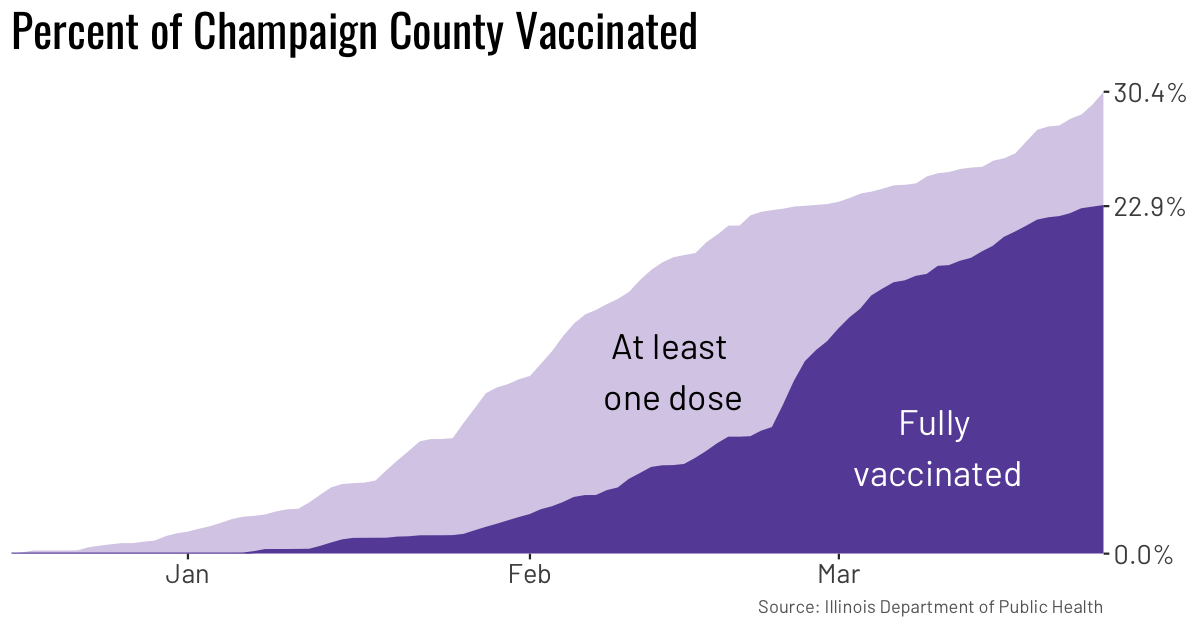 Percent of Champaign County Vaccinated
30.4%
22.9%
At least
one dose
Fully
vaccinated
0.0%
Jan Feb Mar
Source: Illinois Department of Public Health